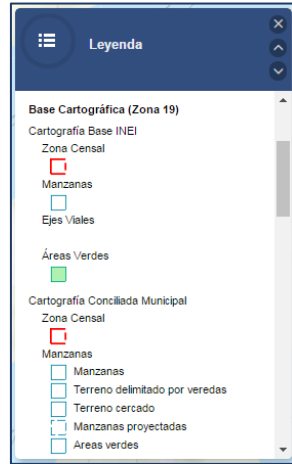 Leyenda
Base Cartográfica (Zona 19)
Cartografía Base INEI
Zona Censal
Manzanas
Ejes Viales
Áreas Verdes
Cartografía Conciliada Municipal
Zona Censal
Manzanas
Manzanas
Terreno delimitado por veredas
Terreno cercado
Manzanas proyectadas
Areas verdes